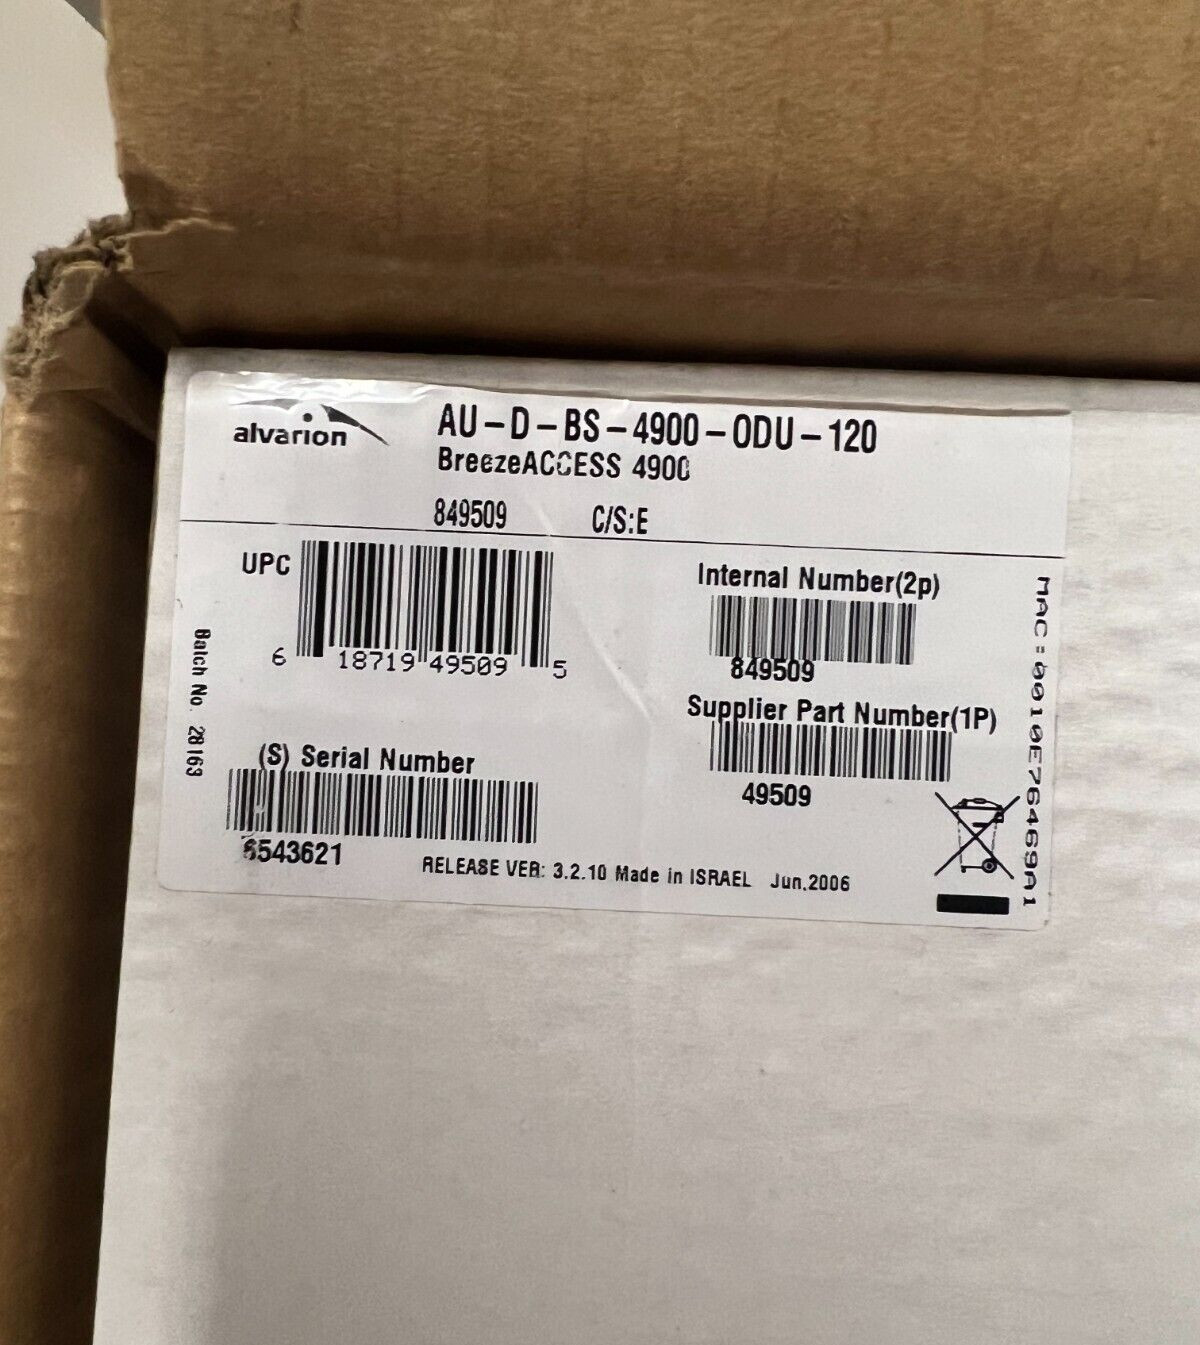 alvarion
AU-D-BS-4900-ODU-120
BreezeACCESS 4900
849509 C/S:E
UPC
6 18719 49509 5
Internal Number(2p)
849509
Supplier Part Number(1P)
49509
Batch No. 28163
(S) Serial Number
6543621
RELEASE VER: 3.2.10 Made in ISRAEL Jun.2006
MAC:0010E76469A1